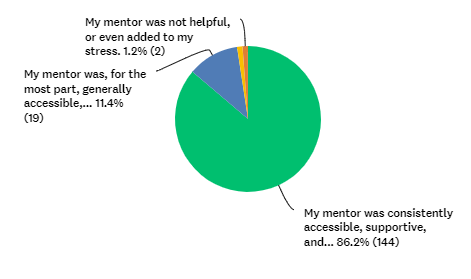 My mentor was not helpful,
or even added to my
stress. 1.2% (2)
My mentor was, for the
most part, generally
accessible,... 11.4%
(19)
My mentor was consistently
accessible, supportive,
and... 86.2% (144)